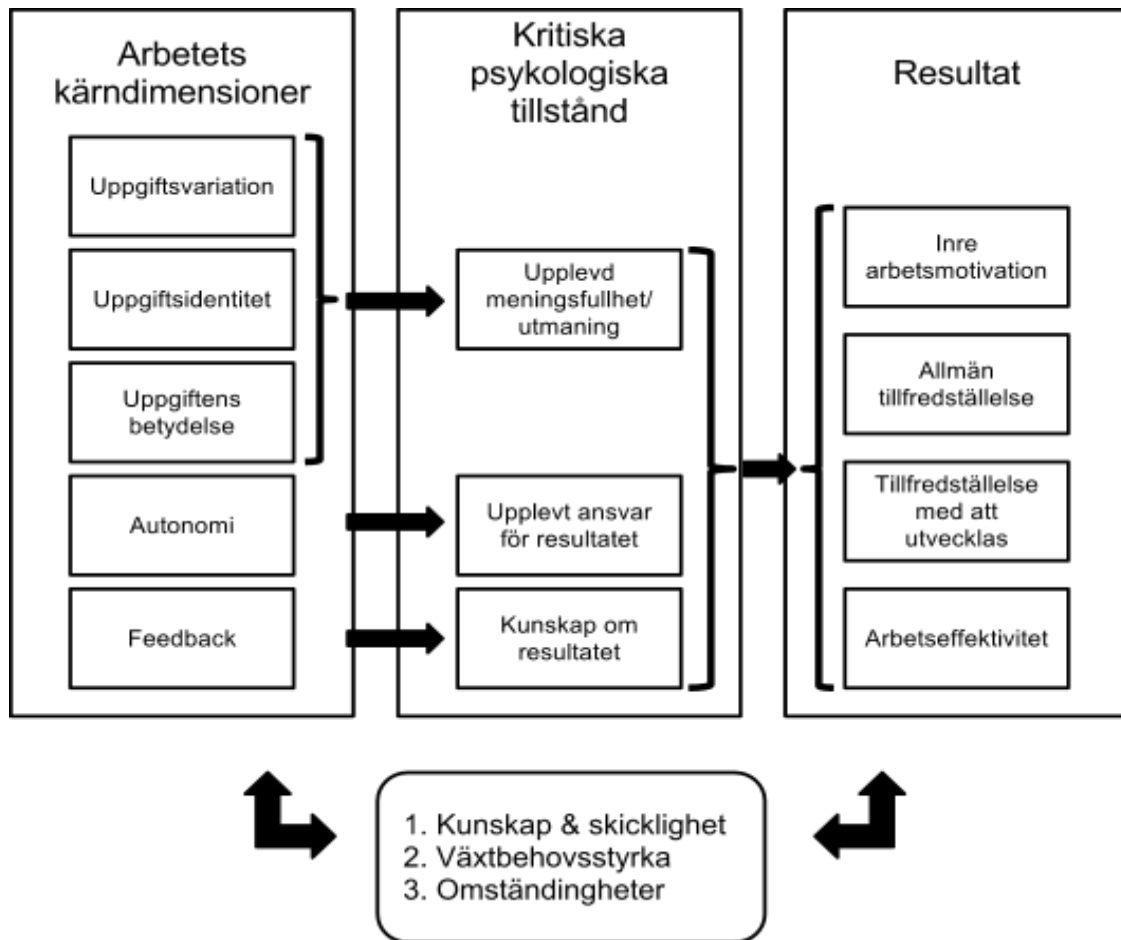 Arbetets
kärndimensioner
Uppgiftsvariation
Uppgiftsidentitet
Uppgiftens
betydelse
Autonomi
Feedback
Kritiska
psykologiska
tillstånd
Upplevd
meningsfullhet/
utmaning
Upplevt ansvar
för resultatet
Kunskap om
resultatet
Resultat
Inre
arbetsmotivation
Allmän
tillfredställelse
Tillfredställelse
med att
utvecklas
Arbetseffektivitet
1. Kunskap & skicklighet
2. Växtbehovsstyrka
3. Omständingheter